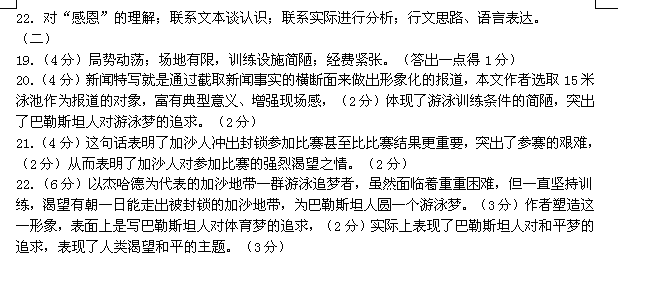 22. 对“感恩”的理解；联系文本谈认识；联系实际进行分析；行文思路、语言表达。
（二）
19.（4分）局势动荡；场地有限，训练设施简陋；经费紧张。（答出一点得1分）
20.（4分）新闻特写就是通过截取新闻事实的横断面来做出形象化的报道，本文作者选取15米
泳池作为报道的对象，富有典型意义、增强现场感，（2分）体现了游泳训练条件的简陋，突出
了巴勒斯坦人对游泳梦的追求。（2分）
21.（4分）这句话表明了加沙人冲出封锁参加比赛甚至比比赛结果更重要，突出了参赛的艰难，
（2分）从而表明了加沙人对参加比赛的强烈渴望之情。（2分）
22.（6分）以杰哈德为代表的加沙地带一群游泳追梦者，虽然面临着重重困难，但一直坚持训
练，渴望有朝一日能走出被封锁的加沙地带，为巴勒斯坦人圆一个游泳梦。（3分）作者塑造这
一形象，表面上是写巴勒斯坦人对体育梦的追求，（2分）实际上表现了巴勒斯坦人对和平梦的
追求，表现了人类渴望和平的主题。（3分）